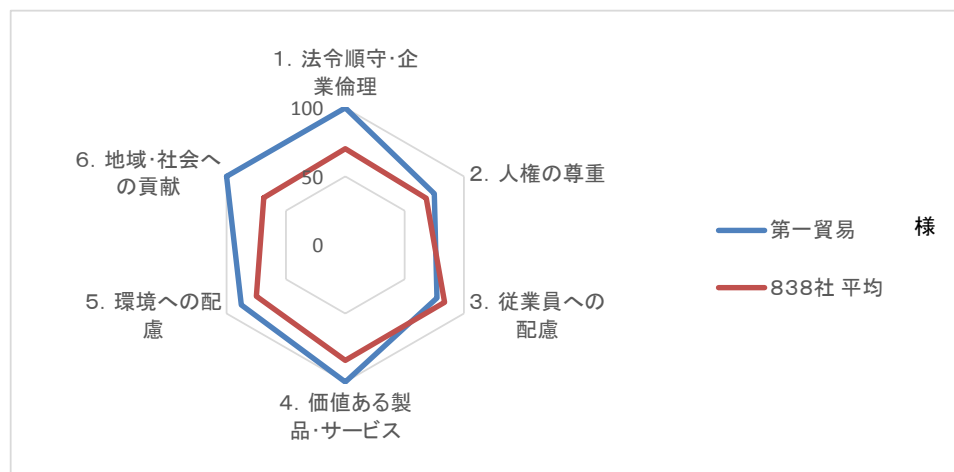 1．法令順守･企
業倫理
100
50
0
2．人権の尊重
3．従業員への
配慮
4．価値ある製
品･サービス
5．環境への配
慮
6．地域･社会へ
の貢献
第一貿易 様
838社 平均